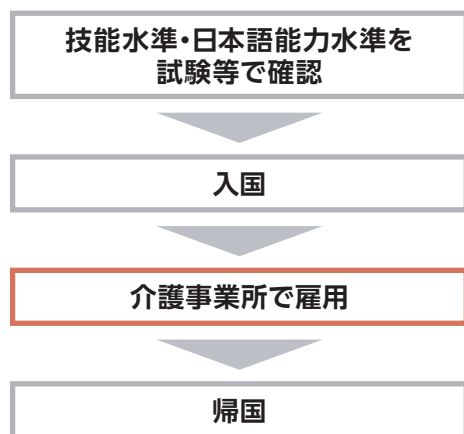 技能水準・日本語能力水準を
試験等で確認
入国
介護事業所で雇用
帰国